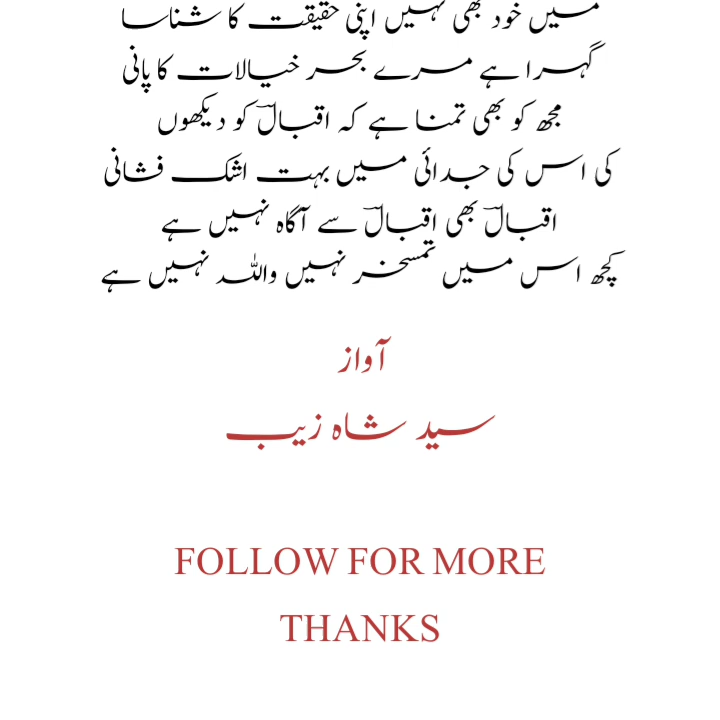 میں خود بھی نہیں اپنی حقیقت کا شناسا
گہرا ہے مرے بحر خیالات کا پانی
مجھ کو بھی تمنا ہے کہ اقبالؔ کو دیکھوں
کی اس کی جدائی میں بہت اشک فشانی
اقبالؔ بھی اقبالؔ سے آگاہ نہیں ہے
کچھ اس میں تمسخر نہیں واللہ نہیں ہے
آواز
سید شاہ زیب
FOLLOW FOR MORE
THANKS